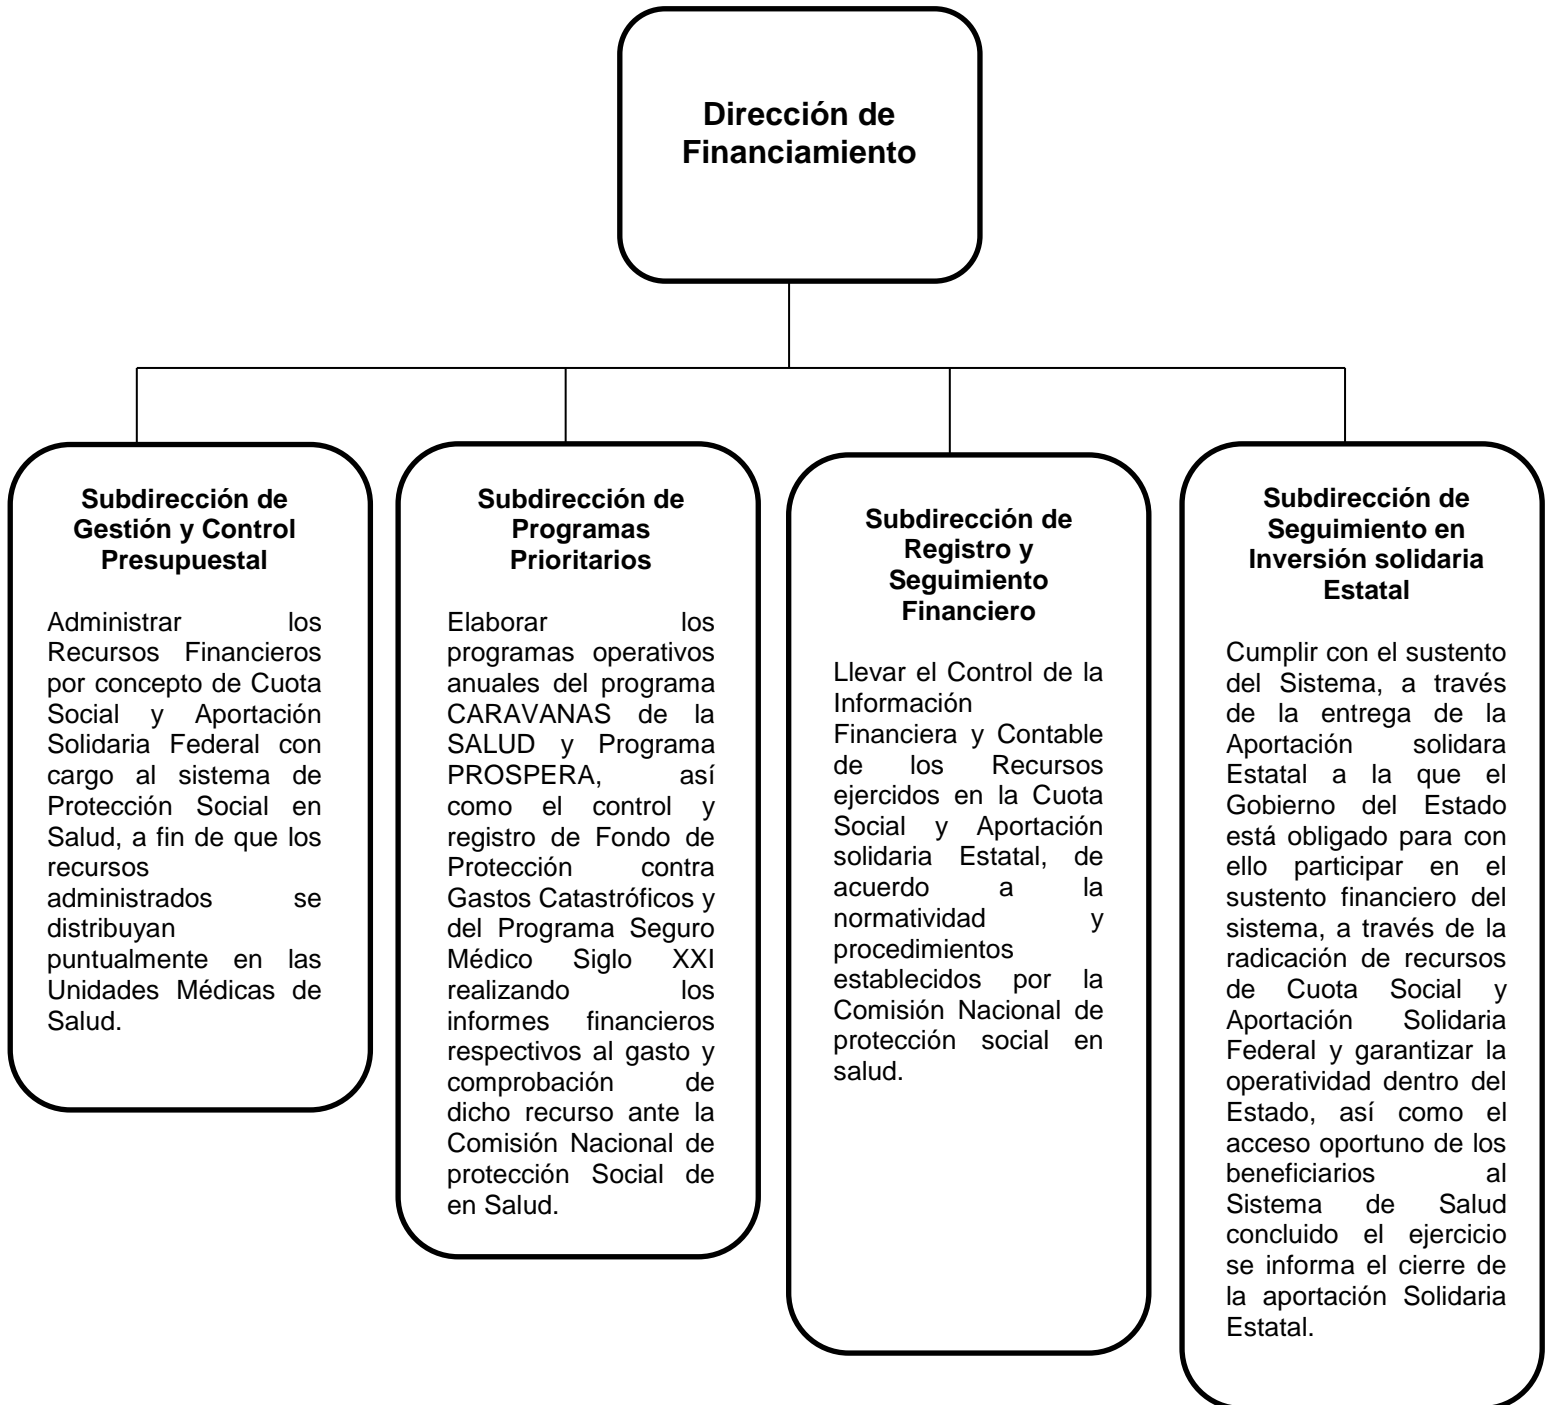 Dirección de
Financiamiento
Subdirección de
Gestión y Control
Presupuestal
Administrar los
Recursos Financieros
por concepto de Cuota
Social y Aportación
Solidaria Federal con
cargo al sistema de
Protección Social en
Salud, a fin de que los
recursos
administrados se
distribuyan
puntualmente en las
Unidades Médicas de
Salud.
Subdirección de
Programas
Prioritarios
Elaborar los
programas operativos
anuales del programa
CARAVANAS de la
SALUD y Programa
PROSPERA, así
como el control y
registro de Fondo de
Protección contra
Gastos Catastróficos y
del Programa Seguro
Médico Siglo XXI
realizando los
informes financieros
respectivos al gasto y
comprobación de
dicho recurso ante la
Comisión Nacional de
protección Social de
en Salud.
Subdirección de
Registro y
Seguimiento
Financiero
Llevar el Control de la
Información
Financiera y Contable
de los Recursos
ejercidos en la Cuota
Social y Aportación
solidaria Estatal, de
acuerdo a la
normatividad y
procedimientos
establecidos por la
Comisión Nacional de
protección social en
salud.
Subdirección de
Seguimiento en
Inversión solidaria
Estatal
Cumplir con el sustento
del Sistema, a través
de la entrega de la
Aportación solidara
Estatal a la que el
Gobierno del Estado
está obligado para con
ello participar en el
sustento financiero del
sistema, a través de la
radicación de recursos
de Cuota Social y
Aportación Solidaria
Federal y garantizar la
operatividad dentro del
Estado, así como el
acceso oportuno de los
beneficiarios al
Sistema de Salud
concluido el ejercicio
se informa el cierre de
la aportación Solidaria
Estatal.